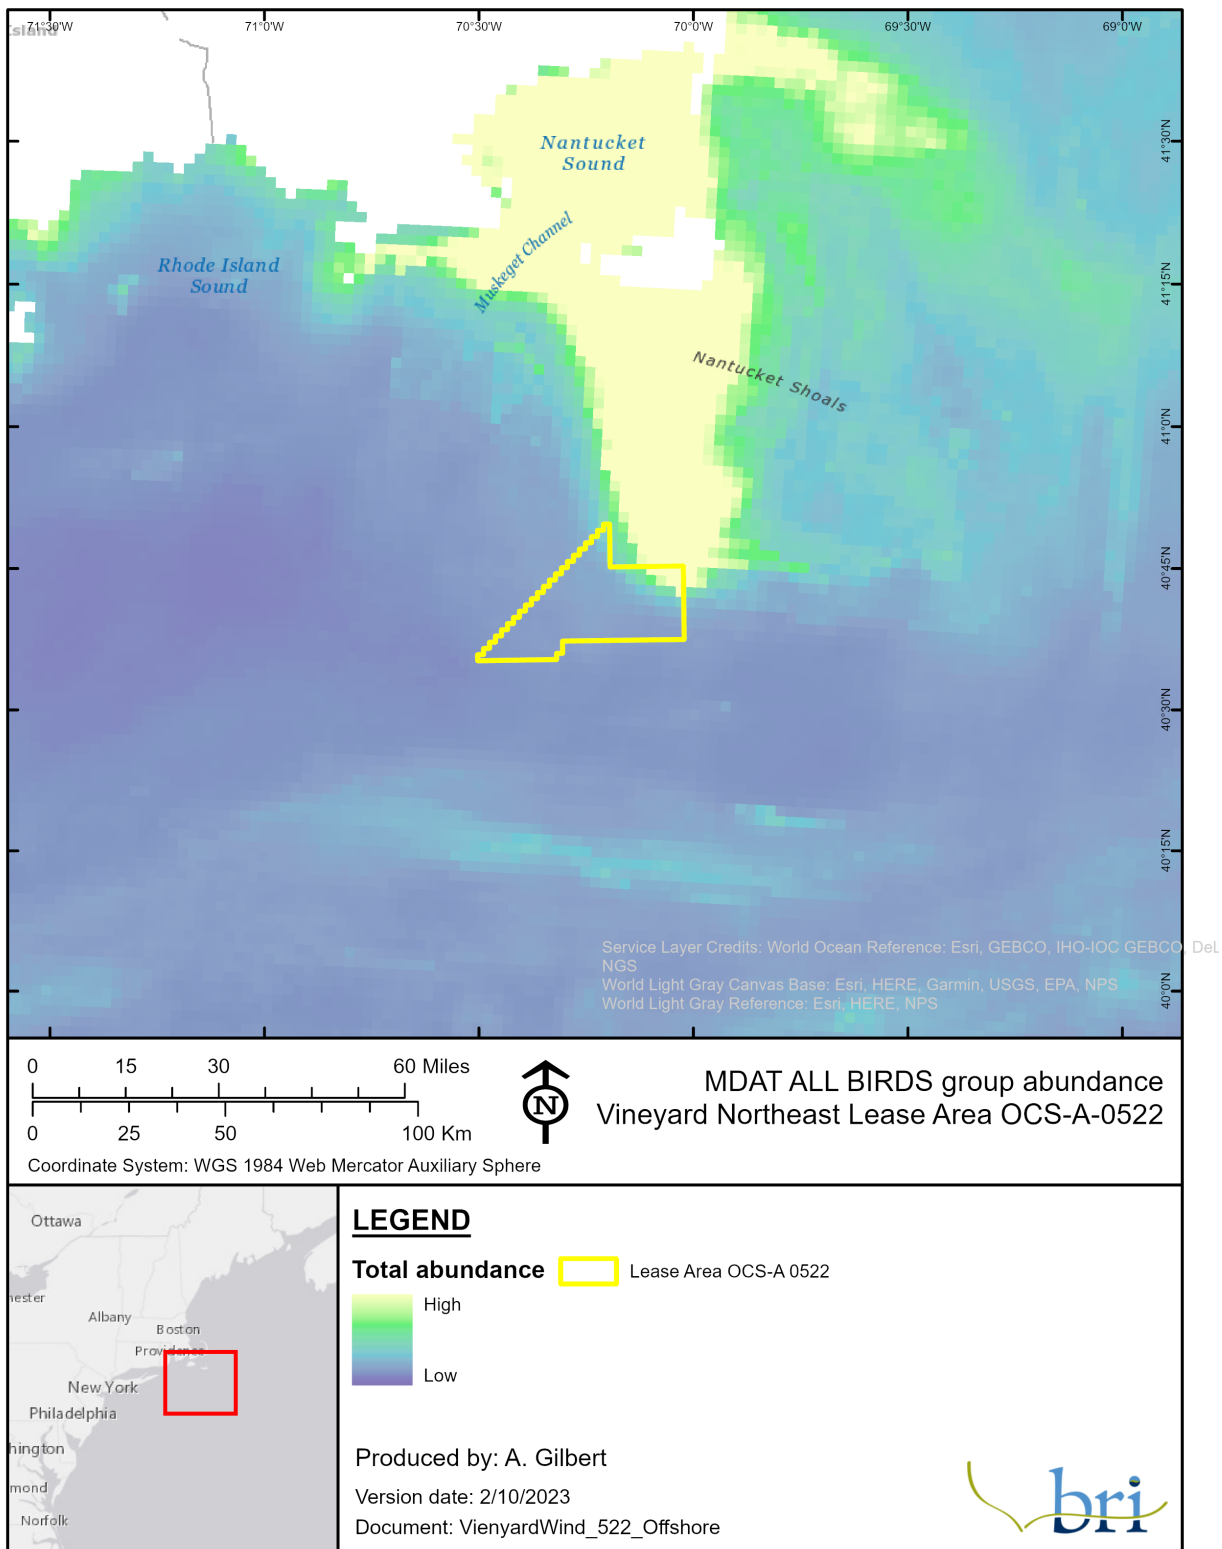 71°30'W
71°0'W
70°30'W
70°0'W
69°30'W
69°0'W
Island
41°30'N
41°15'N
41°0'N
40°45'N
40°30'N
40°15'N
40°0'N
Nantucket
Sound
Muskeget Channel
Rhode Island
Sound
Nantucket Shoals
Service Layer Credits: World Ocean Reference: Esri, GEBCO, IHO-IOC GEBCO, DeL
NGS
World Light Gray Canvas Base: Esri, HERE, Garmin, USGS, EPA, NPS
World Light Gray Reference: Esri, HERE, NPS
0 15 30 60 Miles
0 25 50 100 Km
Coordinate System: WGS 1984 Web Mercator Auxiliary Sphere
N
MDAT ALL BIRDS group abundance
Vineyard Northeast Lease Area OCS-A-0522
Ottawa
hester
Albany
Boston
Providence
New York
Philadelphia
hington
mond
Norfolk
LEGEND
Total abundance
Lease Area OCS-A 0522
High
Low
Produced by: A. Gilbert
Version date: 2/10/2023
Document: VienyardWind_522_Offshore
bri